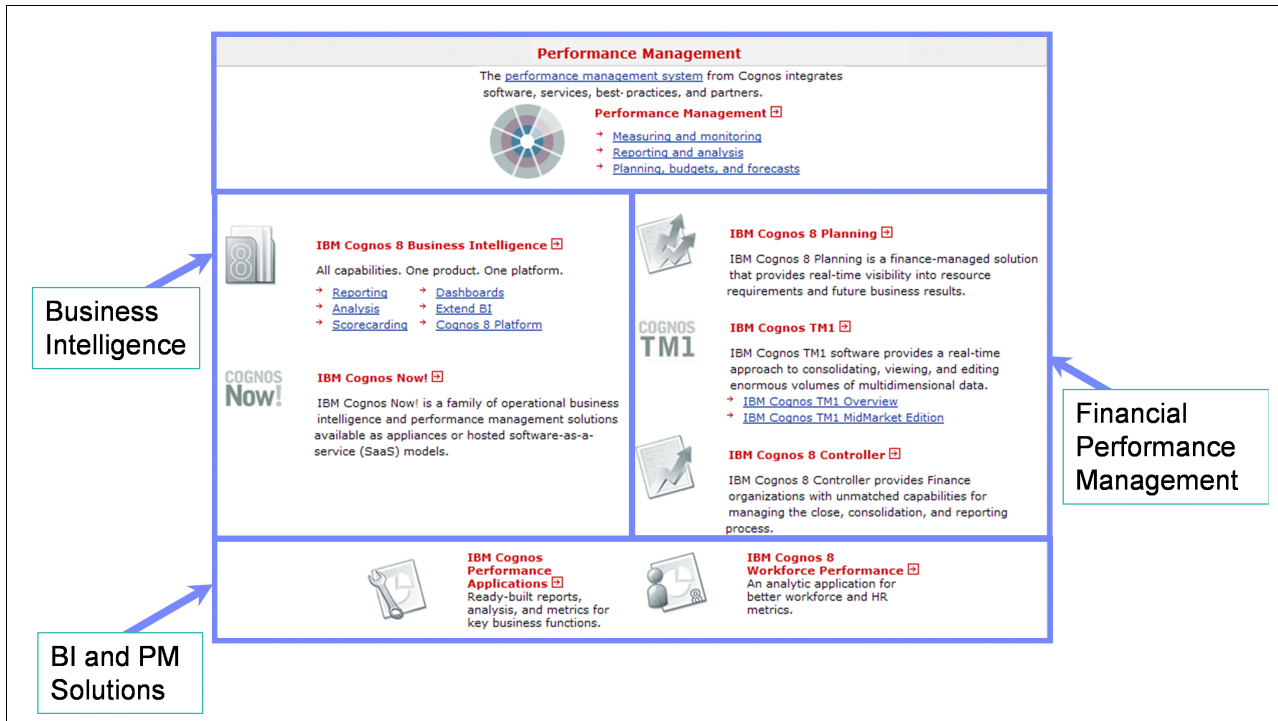 Performance Management
The performance management system from Cognos integrates
software, services, best-practices, and partners.
Performance Management
Measuring and monitoring
Reporting and analysis
Planning, budgets, and forecasts
Business
Intelligence
8
IBM Cognos 8 Business Intelligence
All capabilities. One product. One platform.
Reporting Dashboards
Analysis Extend BI
Scorecarding Cognos 8 Platform
COGNOS
Now!
IBM Cognos Now!
IBM Cognos Now! is a family of operational business
intelligence and performance management solutions
available as appliances or hosted software-as-a-
service (SaaS) models.
IBM Cognos 8 Planning
IBM Cognos 8 Planning is a finance-managed solution
that provides real-time visibility into resource
requirements and future business results.
COGNOS
TM1
IBM Cognos TM1
IBM Cognos TM1 software provides a real-time
approach to consolidating, viewing, and editing
enormous volumes of multidimensional data.
IBM Cognos TM1 Overview
IBM Cognos TM1 MidMarket Edition
IBM Cognos 8 Controller
IBM Cognos 8 Controller provides Finance
organizations with unmatched capabilities for
managing the close, consolidation, and reporting
process.
Financial
Performance
Management
BI and PM
Solutions
IBM Cognos
Performance
Applications
Ready-built reports,
analysis, and metrics for
key business functions.
IBM Cognos 8
Workforce Performance
An analytic application for
better workforce and HR
metrics.